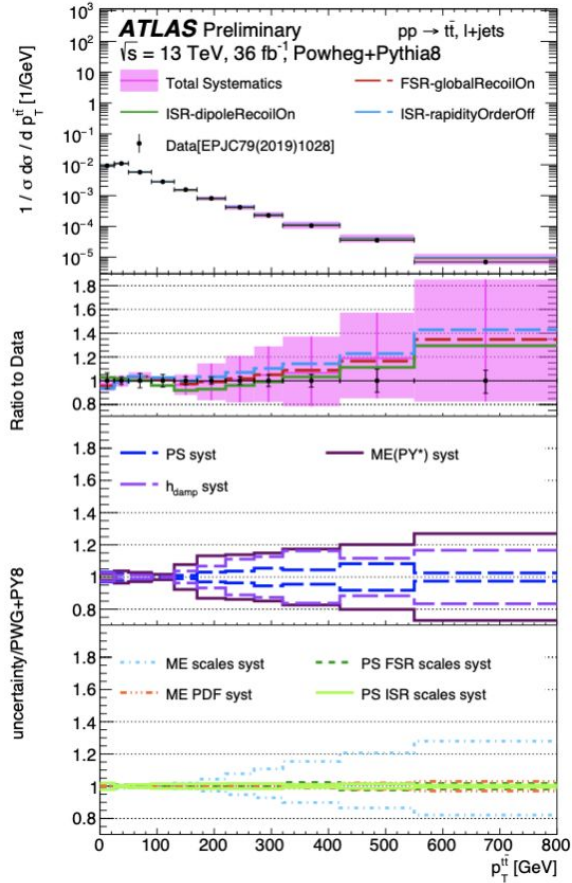 ATLAS Preliminary pp → tt̄, l+jets
√s = 13 TeV, 36 fb⁻¹, Powheg+Pythia8
Total Systematics FSR-globalRecoilOn
ISR-dipoleRecoilOn ISR-rapidityOrderOff
Data[EPJC79(2019)1028]
1 / σ dσ / d p_T^{tt̄} [1/GeV]
10⁴
10³
10²
10
1
10⁻¹
10⁻²
10⁻³
10⁻⁴
10⁻⁵
Ratio to Data
1.8
1.6
1.4
1.2
1
0.8
uncertainty/PWG+PY8
PS syst ME(PY*) syst
h_damp syst
1.8
1.6
1.4
1.2
1
0.8
ME scales syst PS FSR scales syst
ME PDF syst PS ISR scales syst
1.8
1.6
1.4
1.2
1
0.8
0 100 200 300 400 500 600 700 800
p_T^{tt̄} [GeV]